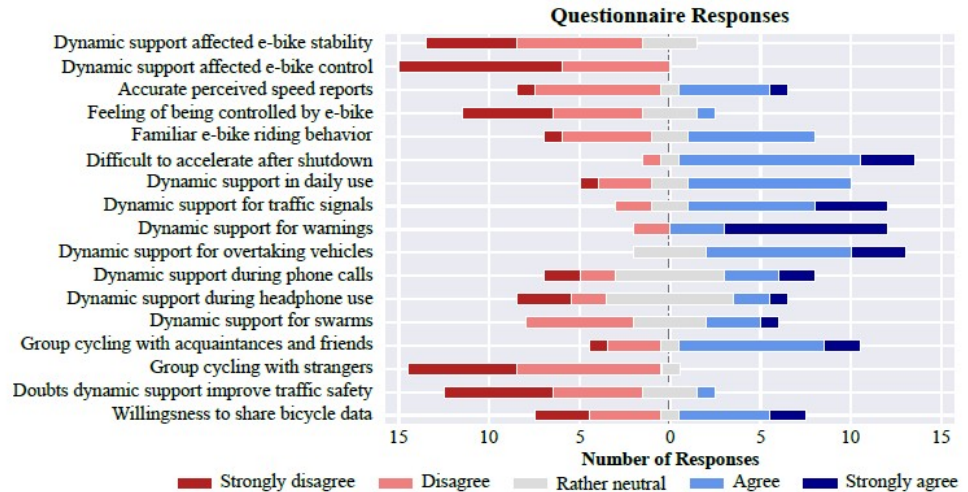 Questionnaire Responses
Dynamic support affected e-bike stability
Dynamic support affected e-bike control
Accurate perceived speed reports
Feeling of being controlled by e-bike
Familiar e-bike riding behavior
Difficult to accelerate after shutdown
Dynamic support in daily use
Dynamic support for traffic signals
Dynamic support for warnings
Dynamic support for overtaking vehicles
Dynamic support during phone calls
Dynamic support during headphone use
Dynamic support for swarms
Group cycling with acquaintances and friends
Group cycling with strangers
Doubts dynamic support improve traffic safety
Willingsness to share bicycle data
15 10 5 0 5 10 15
Number of Responses
Strongly disagree Disagree Rather neutral Agree Strongly agree